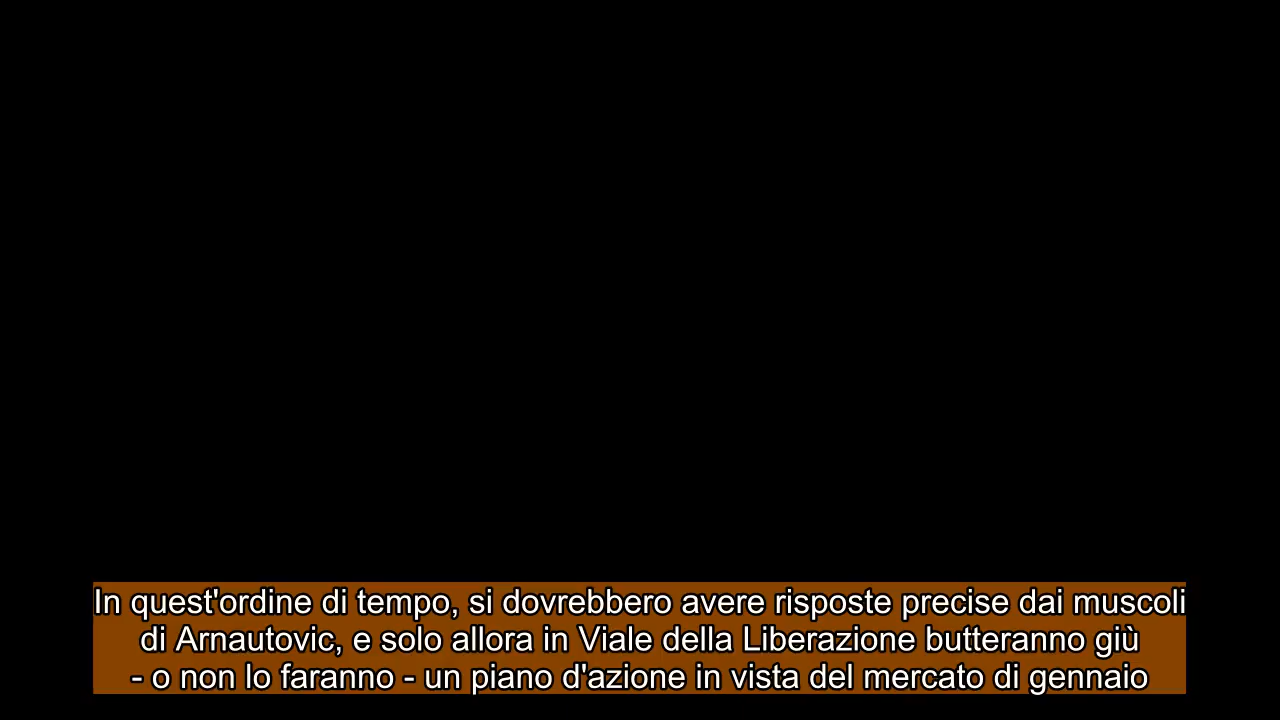 In quest'ordine di tempo, si dovrebbero avere risposte precise dai muscoli
di Arnautovic, e solo allora in Viale della Liberazione butteranno giù
- o non lo faranno - un piano d'azione in vista del mercato di gennaio